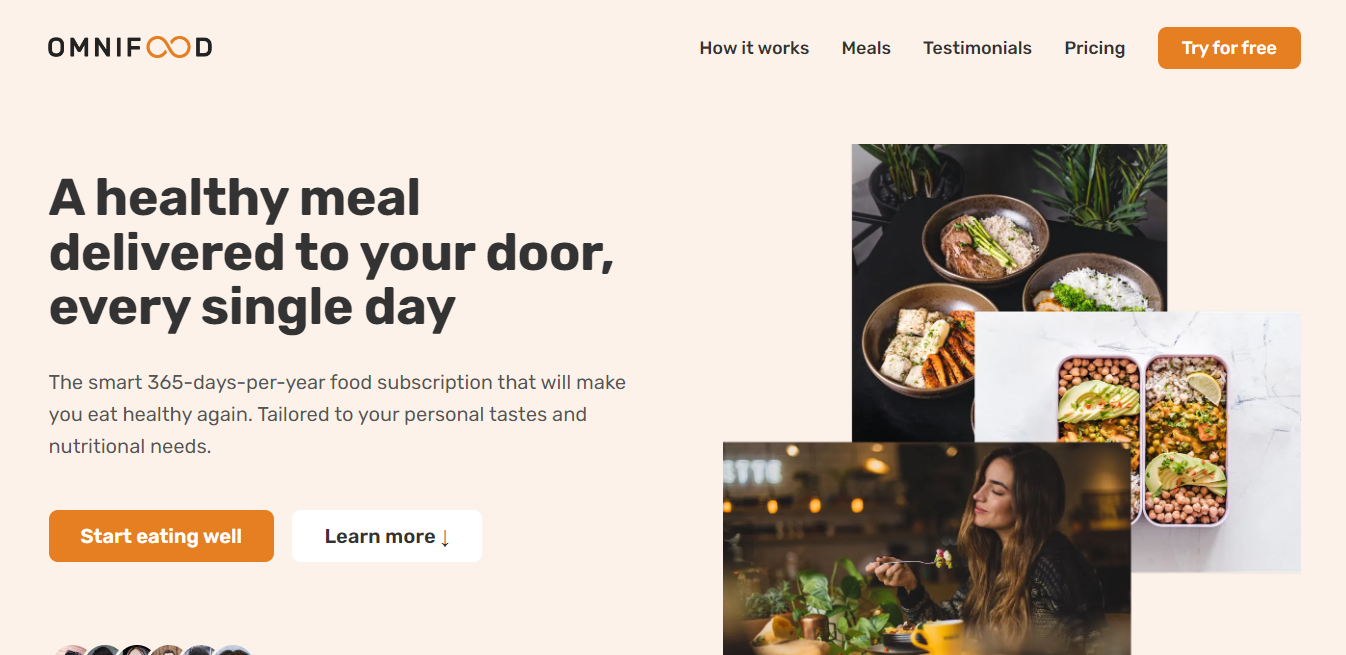 OMNIFOOD
How it works
Meals
Testimonials
Pricing
Try for free
A healthy meal
delivered to your door,
every single day
The smart 365-days-per-year food subscription that will make
you eat healthy again. Tailored to your personal tastes and
nutritional needs.
Start eating well
Learn more ↓
ETTE